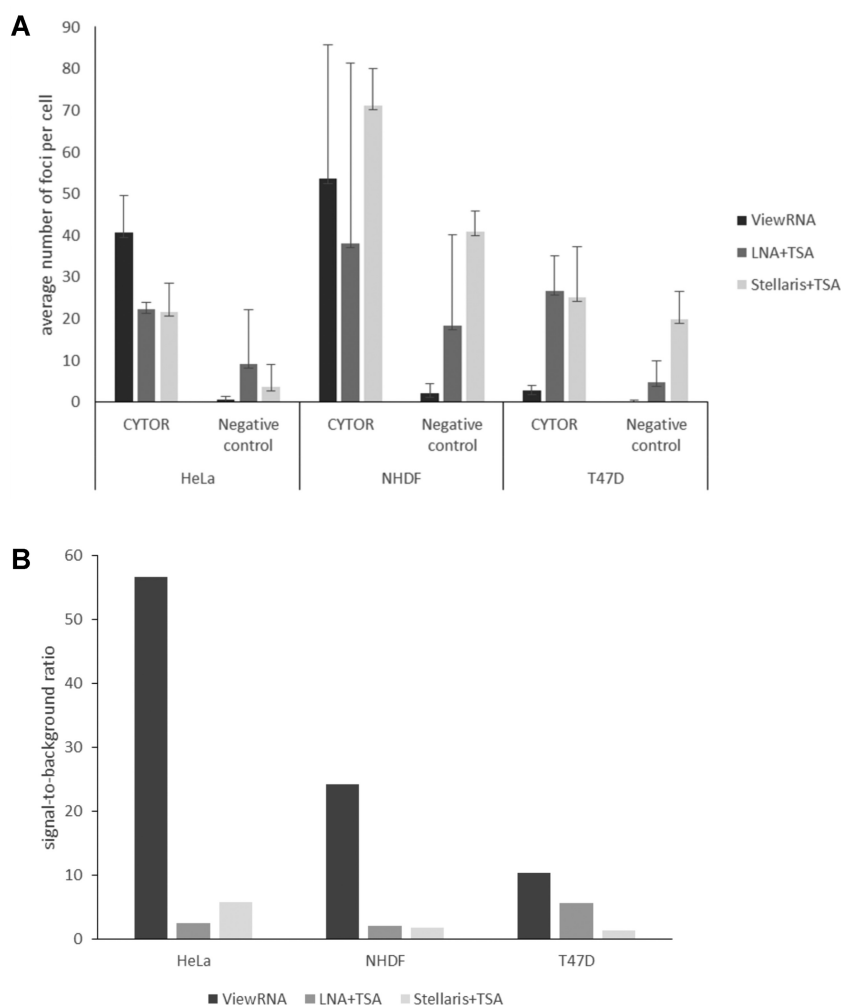 A
average number of foci per cell
90
80
70
60
50
40
30
20
10
0
CYTOR
Negative control
CYTOR
Negative control
CYTOR
Negative control
HeLa
NHDF
T47D
ViewRNA
LNA+TSA
Stellaris+TSA
B
signal-to-background ratio
60
50
40
30
20
10
0
HeLa
NHDF
T47D
ViewRNA
LNA+TSA
Stellaris+TSA